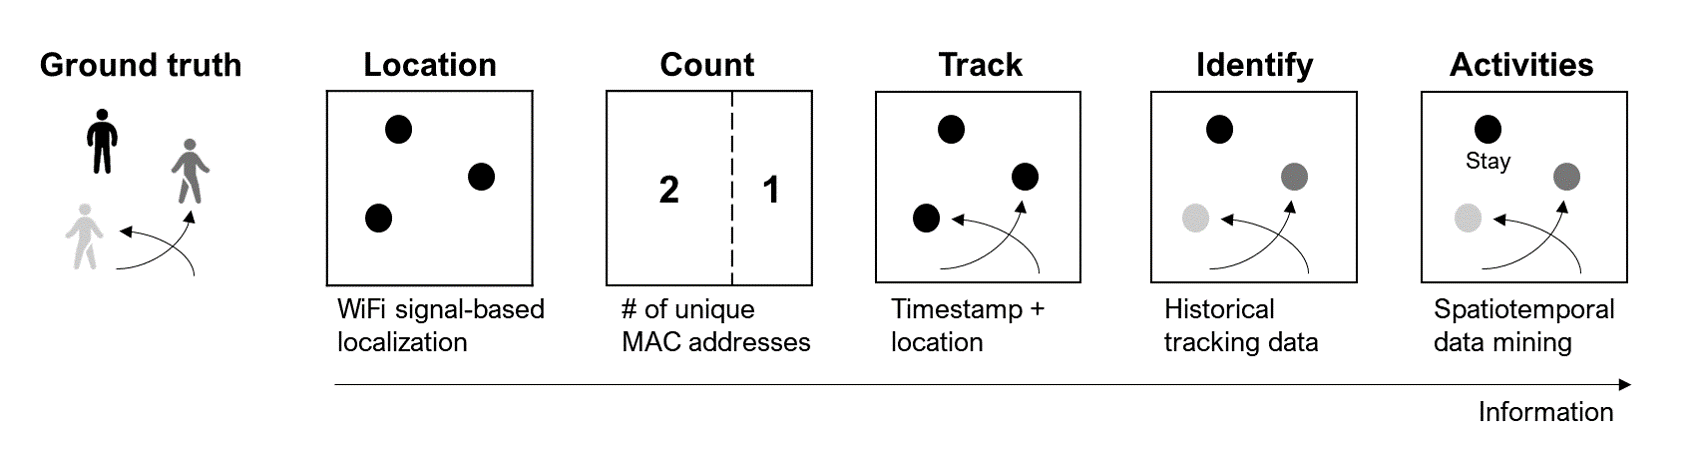 Ground truth
Location
Count
Track
Identify
Activities
2
1
Stay
WiFi signal-based
localization
# of unique
MAC addresses
Timestamp +
location
Historical
tracking data
Spatiotemporal
data mining
Information